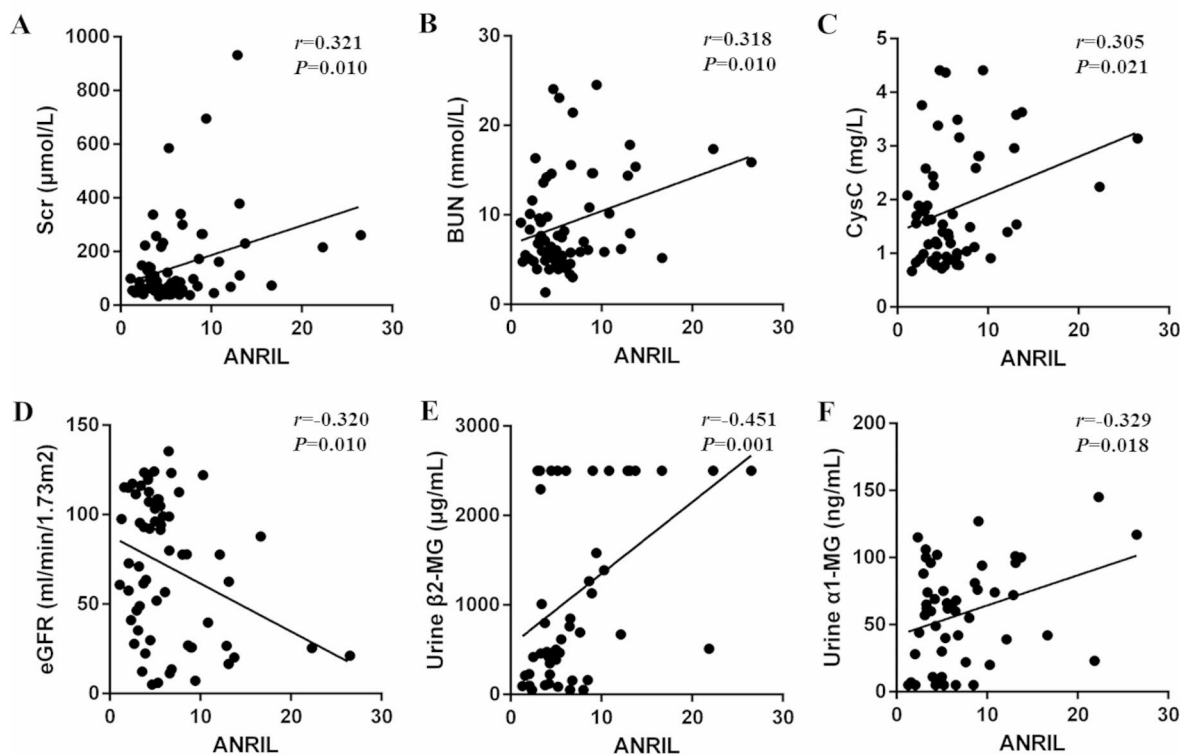 A
r=0.321
P=0.010
Scr (μmol/L)
1000
800
600
400
200
0
0 10 20 30
ANRIL
B
r=0.318
P=0.010
BUN (mmol/L)
30
20
10
0
0 10 20 30
ANRIL
C
r=0.305
P=0.021
CysC (mg/L)
5
4
3
2
1
0
0 10 20 30
ANRIL
D
r=-0.320
P=0.010
eGFR (ml/min/1.73m2)
150
100
50
0
0 10 20 30
ANRIL
E
r=-0.451
P=0.001
Urine β2-MG (μg/mL)
3000
2000
1000
0
0 10 20 30
ANRIL
F
r=-0.329
P=0.018
Urine α1-MG (ng/mL)
200
150
100
50
0
0 10 20 30
ANRIL